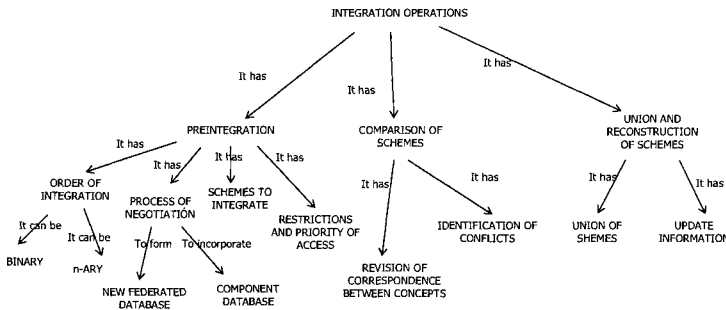 INTEGRATION OPERATIONS
It has
It has
It has
PREINTEGRATION
COMPARISON OF
SCHEMES
UNION AND
RECONSTRUCTION
OF SCHEMES
It has
It has
It has
It has
ORDER OF
INTEGRATION
PROCESS OF
NEGOTIATIÓN
SCHEMES TO
INTEGRATE
RESTRICTIONS
AND PRIORITY OF
ACCESS
It has
It has
It has
It has
IDENTIFICATION OF
CONFLICTS
UNION OF
SHEMES
UPDATE
INFORMATION
It can be
It can be
To form
To incorporate
BINARY
n-ARY
NEW FEDERATED
DATABASE
COMPONENT
DATABASE
REVISION OF
CORRESPONDENCE
BETWEEN CONCEPTS